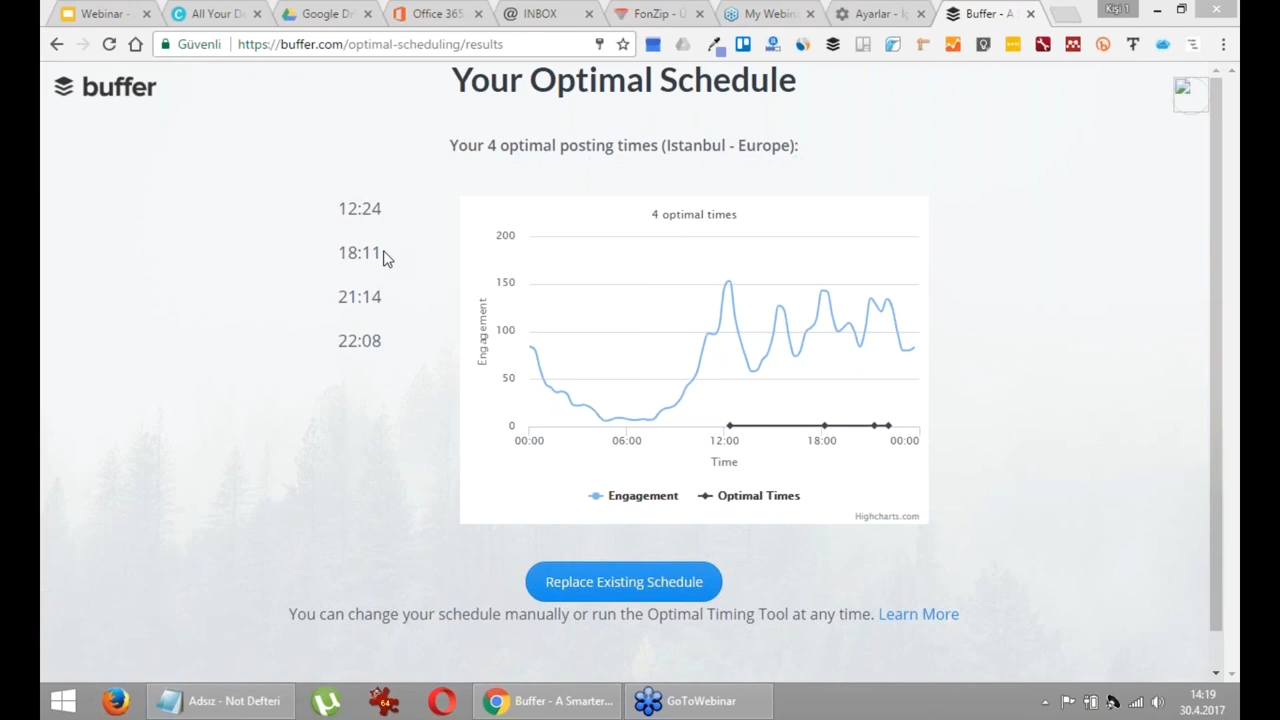 Webinar -
All Your D
Google Dr
Office 365
INBOX
FonZip - Ü
My Webin
Ayarlar - İç
Buffer - A
Kişi 1
Güvenli
https://buffer.com/optimal-scheduling/results
buffer
Your Optimal Schedule
Your 4 optimal posting times (Istanbul - Europe):
12:24
18:11
21:14
22:08
4 optimal times
200
150
100
50
0
Engagement
00:00 06:00 12:00 18:00 00:00
Time
Engagement Optimal Times
Highcharts.com
Replace Existing Schedule
You can change your schedule manually or run the Optimal Timing Tool at any time. Learn More
Adsız - Not Defteri
64
Buffer - A Smarter...
GoToWebinar
14:19
30.4.2017